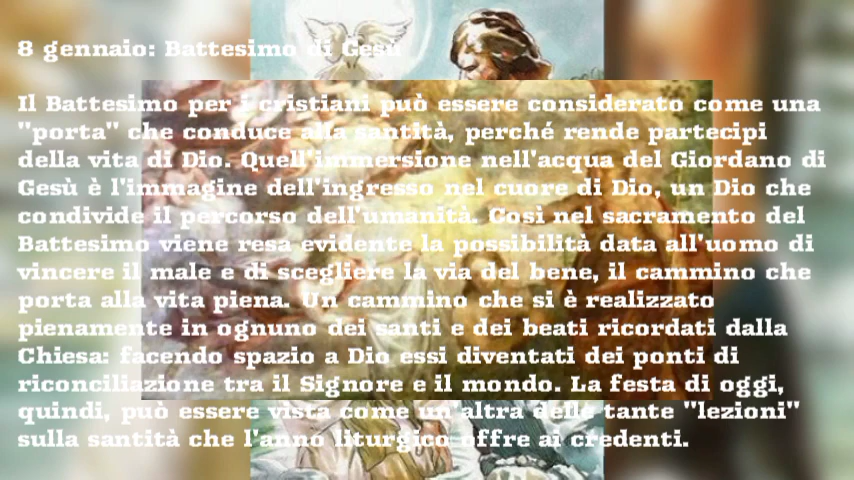 8 gennaio: Battesimo di Gesù
Il Battesimo per i cristiani può essere considerato come una
"porta" che conduce alla santità, perché rende partecipi
della vita di Dio. Quell'immersione nell'acqua del Giordano di
Gesù è l'immagine dell'ingresso nel cuore di Dio, un Dio che
condivide il percorso dell'umanità. Così nel sacramento del
Battesimo viene resa evidente la possibilità data all'uomo di
vincere il male e di scegliere la via del bene, il cammino che
porta alla vita piena. Un cammino che si è realizzato
pienamente in ognuno dei santi e dei beati ricordati dalla
Chiesa: facendo spazio a Dio essi diventati dei ponti di
riconciliazione tra il Signore e il mondo. La festa di oggi,
quindi, può essere vista come un'altra delle tante "lezioni"
sulla santità che l'anno liturgico offre ai credenti.